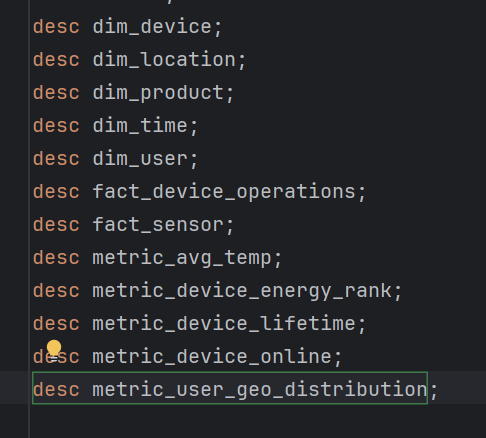 desc dim_device;
desc dim_location;
desc dim_product;
desc dim_time;
desc dim_user;
desc fact_device_operations;
desc fact_sensor;
desc metric_avg_temp;
desc metric_device_energy_rank;
desc metric_device_lifetime;
desc metric_device_online;
desc metric_user_geo_distribution;